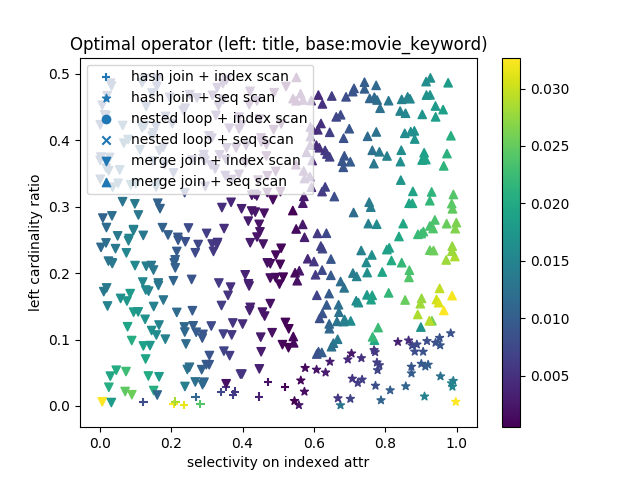 Optimal operator (left: title, base:movie_keyword)
hash join + index scan
hash join + seq scan
nested loop + index scan
nested loop + seq scan
merge join + index scan
merge join + seq scan
0.5
0.4
0.3
0.2
0.1
0.0
left cardinality ratio
0.0 0.2 0.4 0.6 0.8 1.0
selectivity on indexed attr
0.030
0.025
0.020
0.015
0.010
0.005